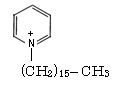 +
N
(CH₂)₁₅–CH₃